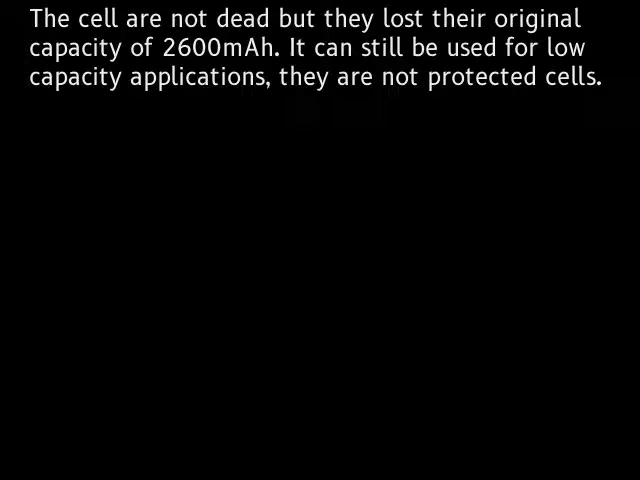 The cell are not dead but they lost their original
capacity of 2600mAh. It can still be used for low
capacity applications, they are not protected cells.